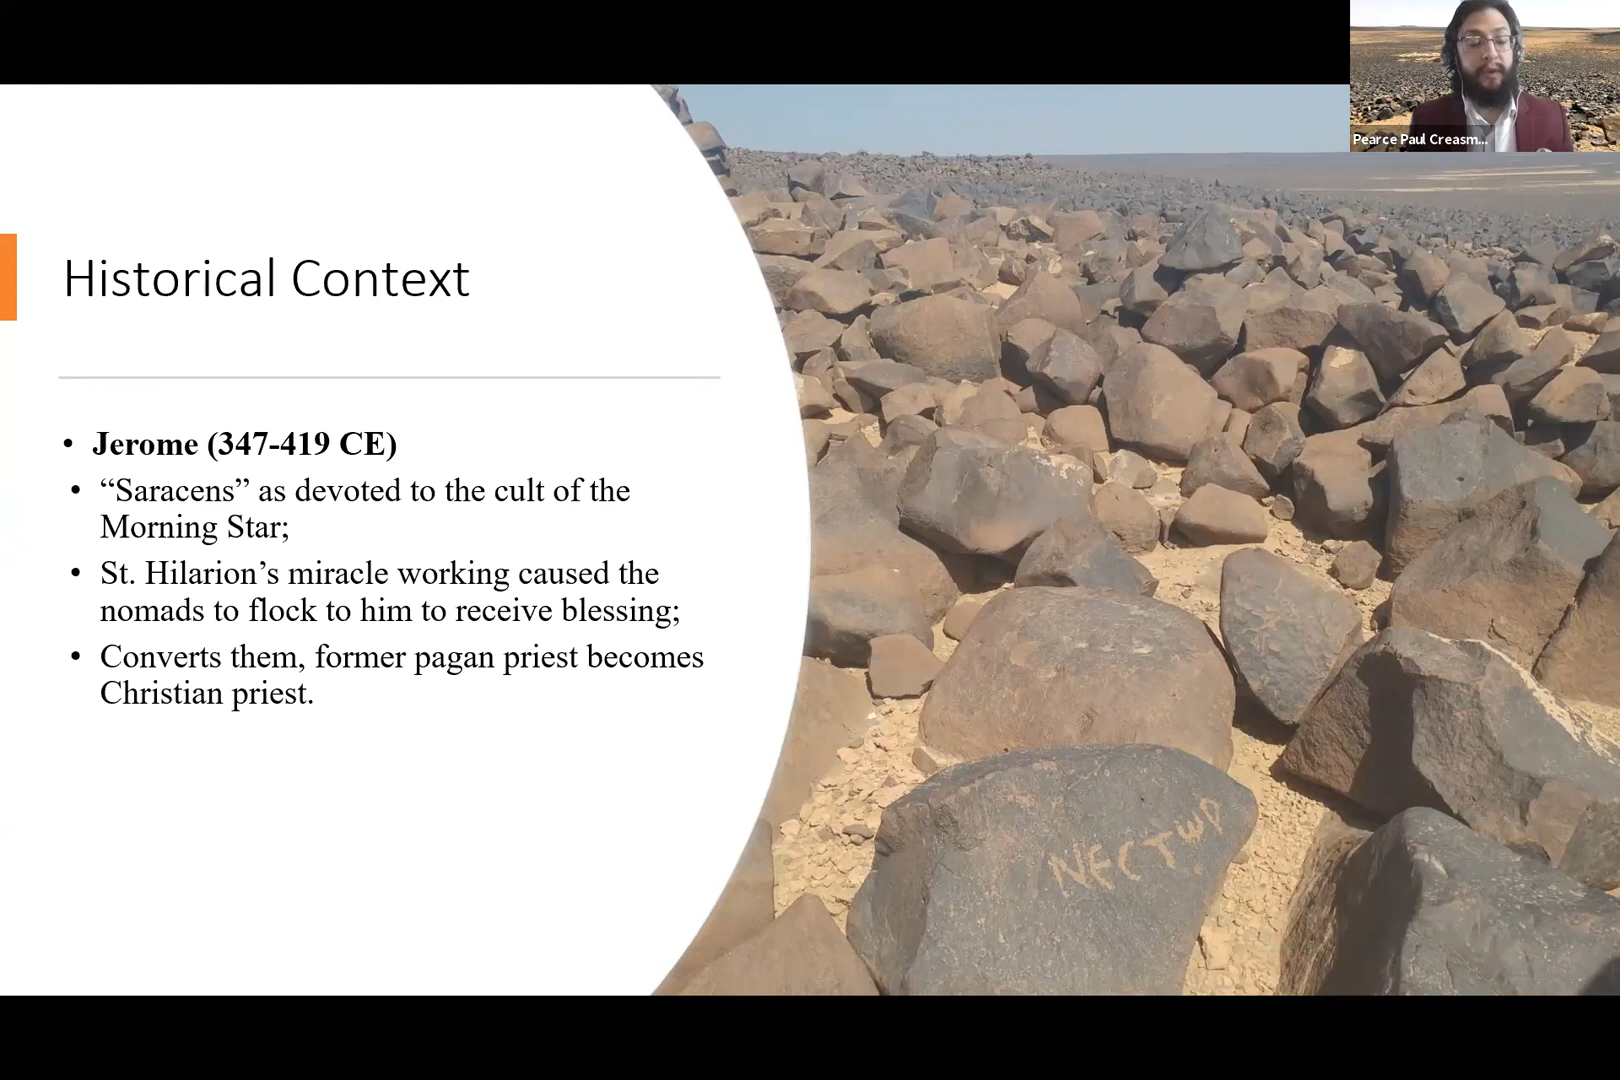 Pearce Paul Creasm...
Historical Context
• Jerome (347-419 CE)
• “Saracens” as devoted to the cult of the
Morning Star;
• St. Hilarion’s miracle working caused the
nomads to flock to him to receive blessing;
• Converts them, former pagan priest becomes
Christian priest.
ΝΕϹΤωΡ